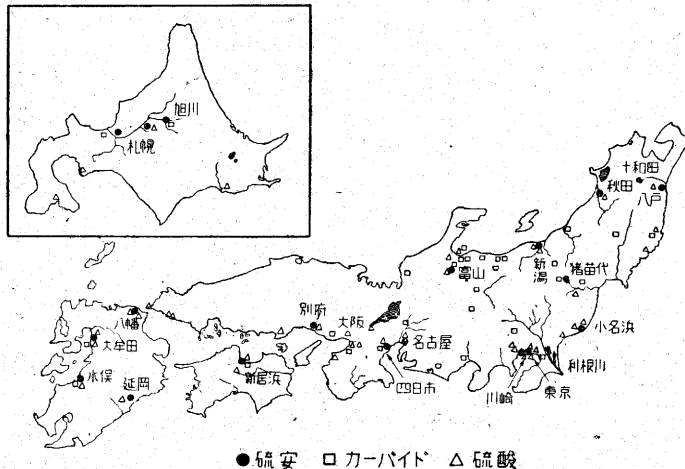 旭川
札幌
十和田
秋田
八戸
新潟
猪苗代
富山
小名浜
別府
大阪
名古屋
八幡
大牟田
新居浜
四日市
利根川
川崎
東京
水俣
延岡
●硫安 □カーバイド △硫酸